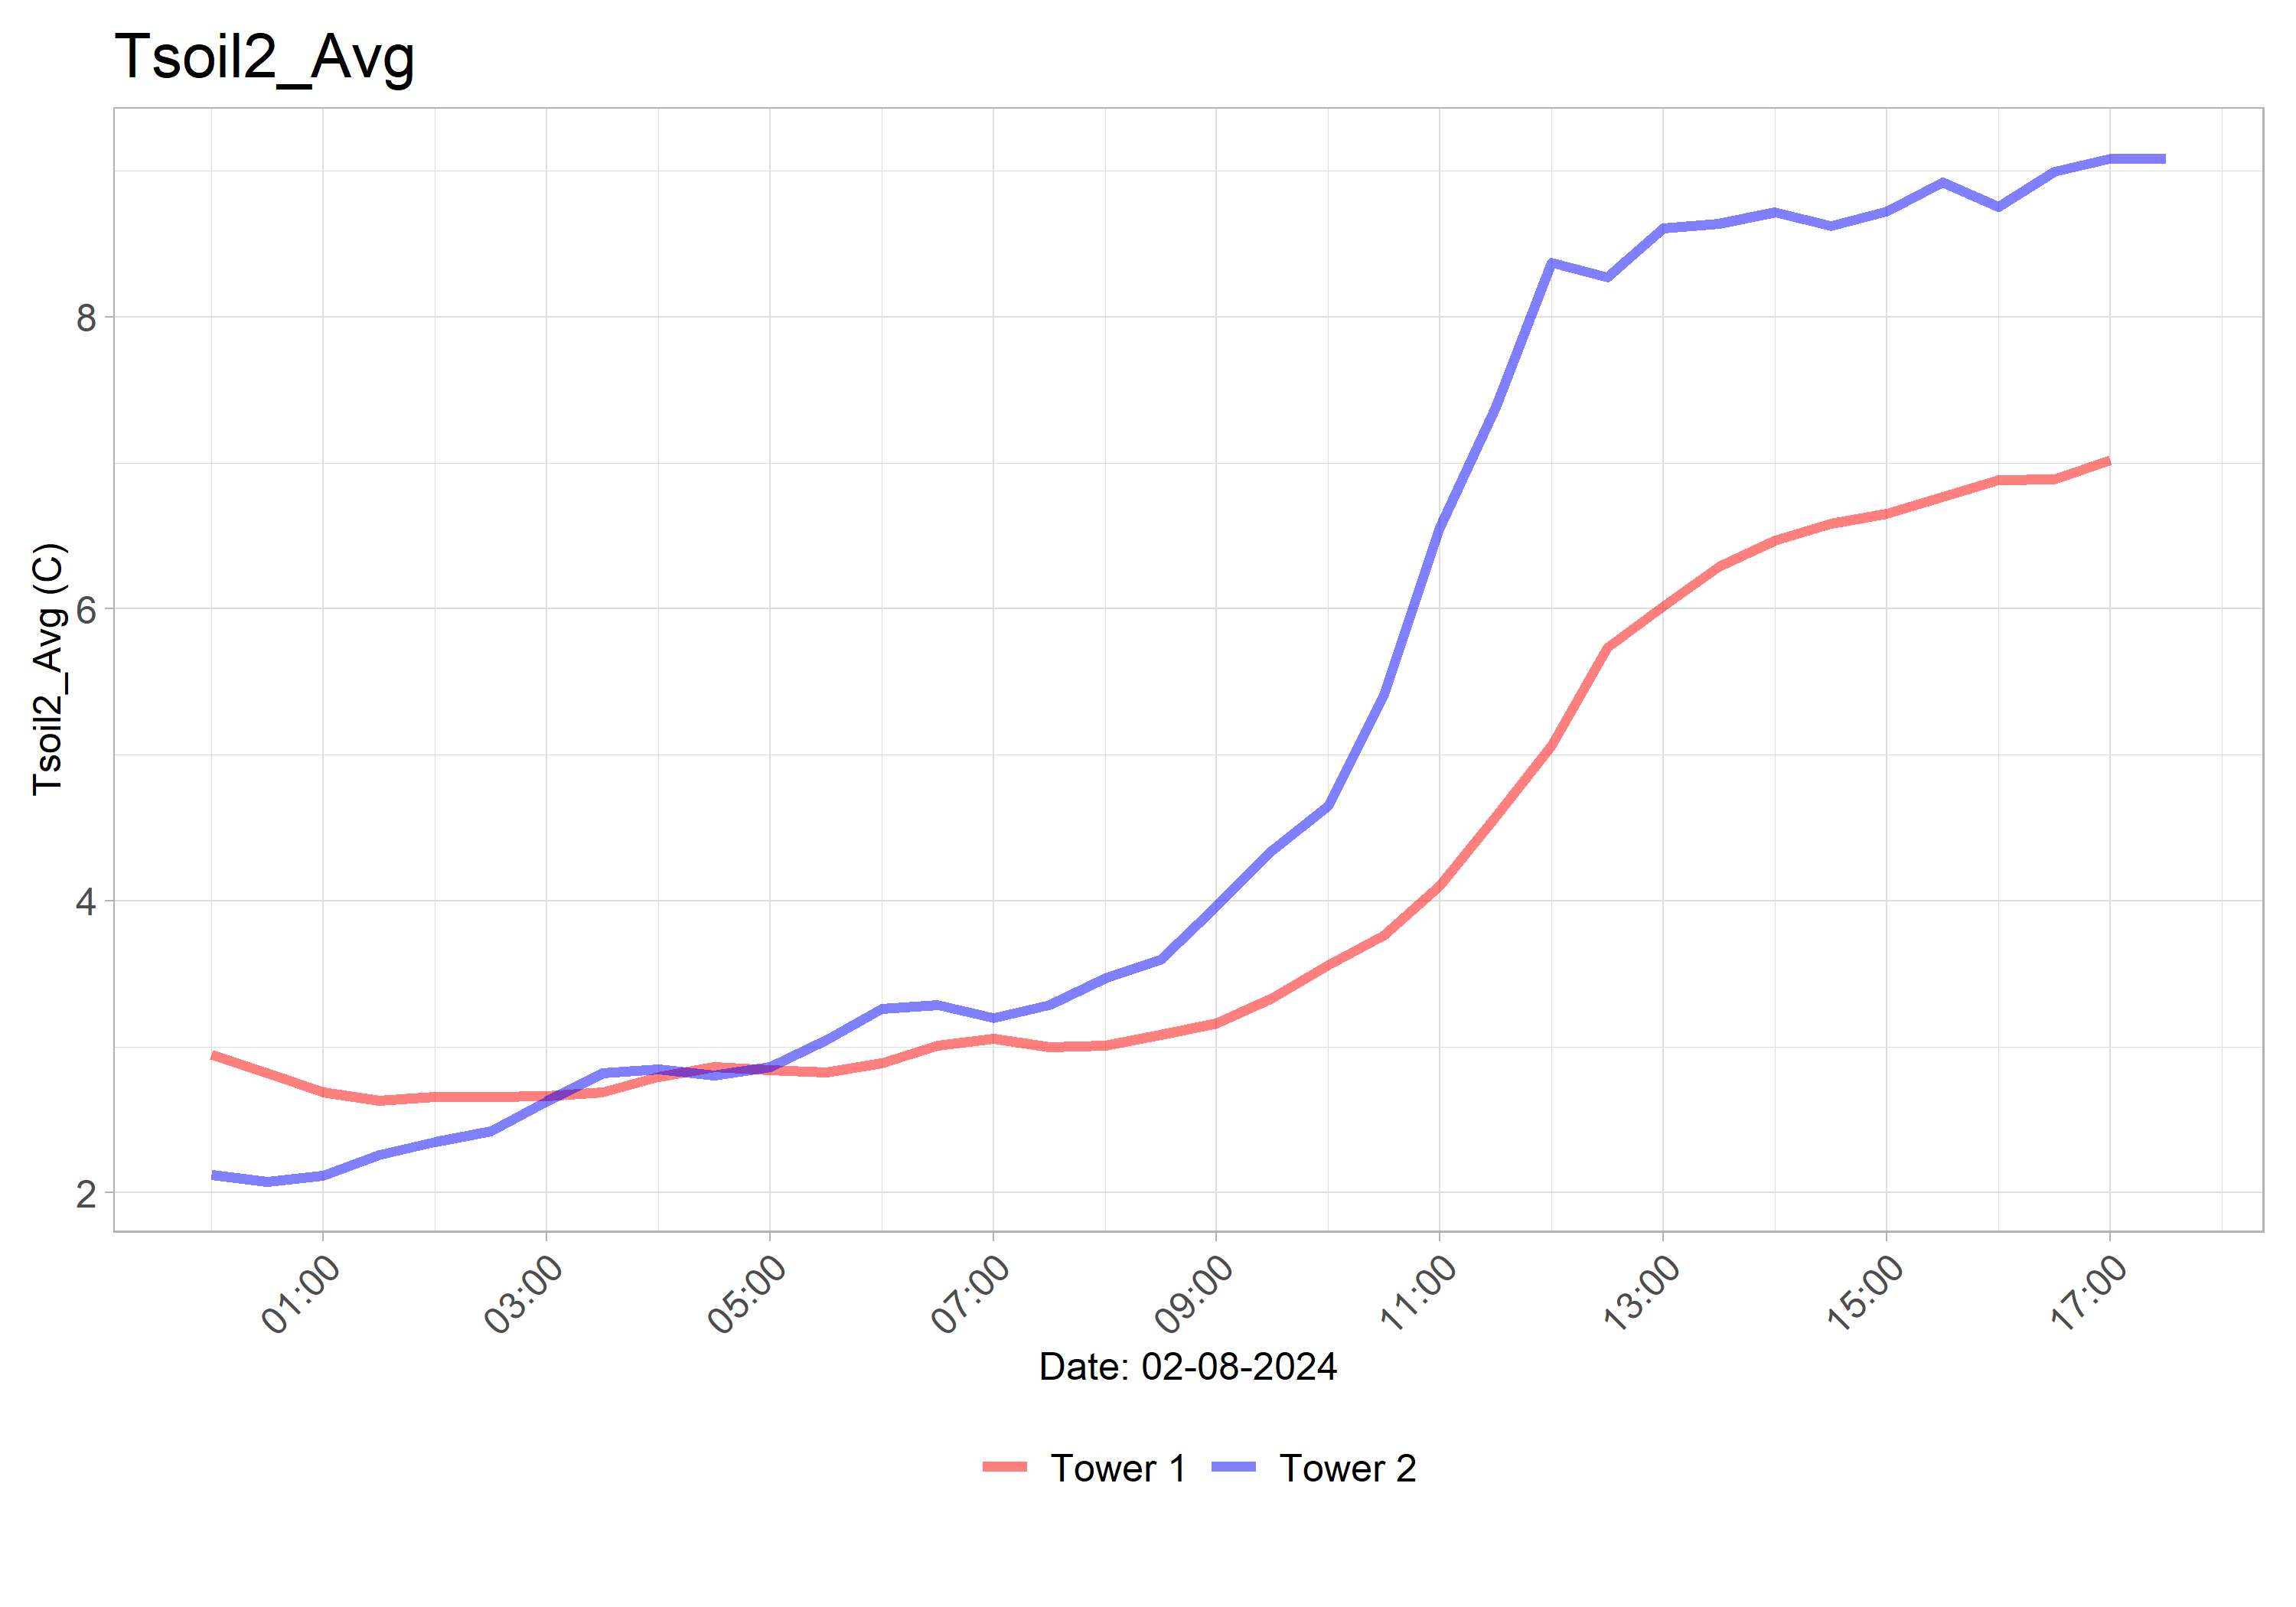 Tsoil2_Avg
Tsoil2_Avg (C)
8
6
4
2
01:00 03:00 05:00 07:00 09:00 11:00 13:00 15:00 17:00
Date: 02-08-2024
Tower 1 Tower 2